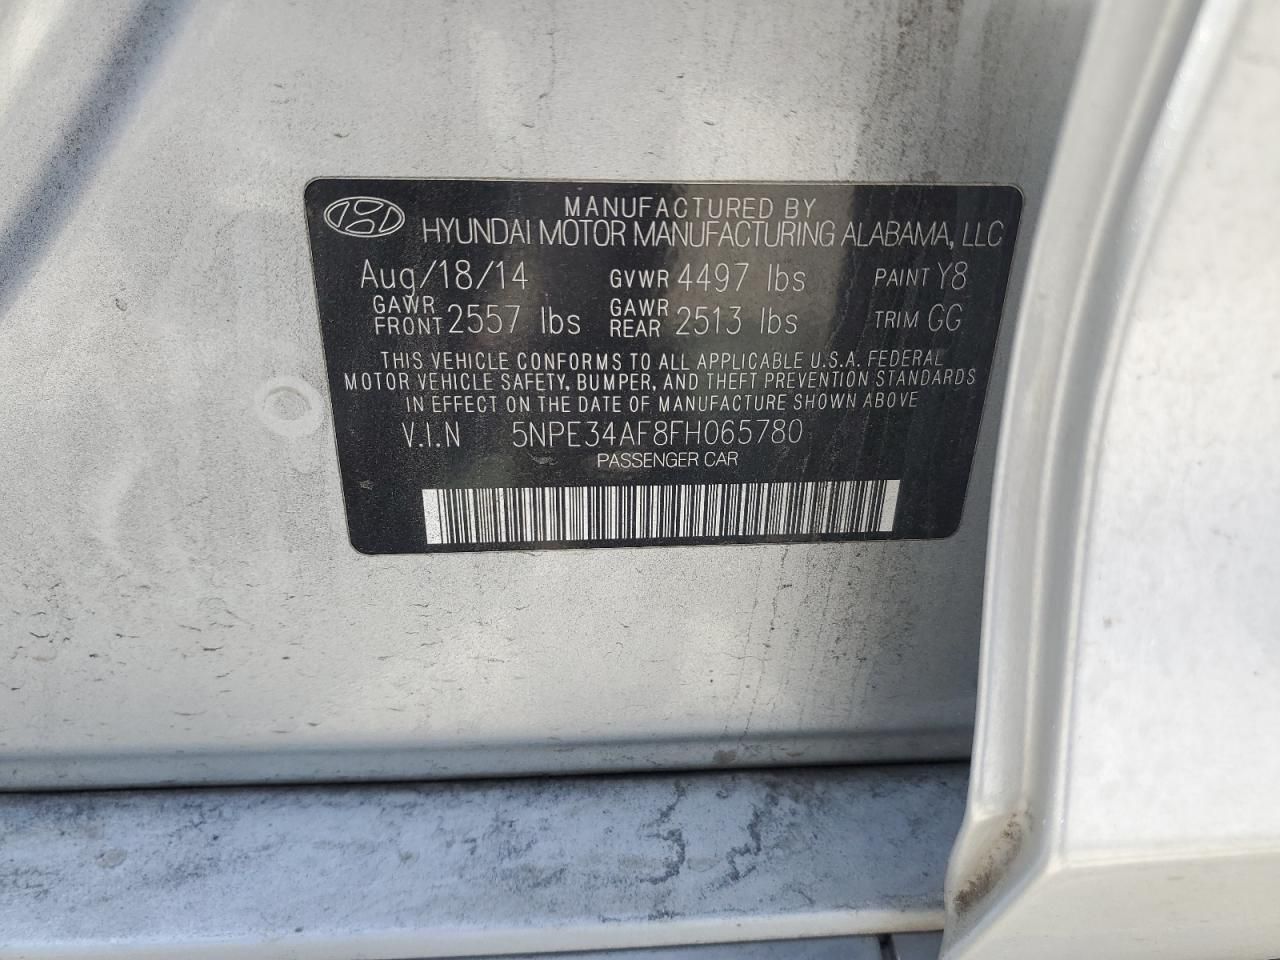 MANUFACTURED BY
HYUNDAI MOTOR MANUFACTURING ALABAMA, LLC
Aug/18/14 GVWR 4497 lbs PAINT Y8
GAWR FRONT 2557 lbs GAWR REAR 2513 lbs TRIM GG
THIS VEHICLE CONFORMS TO ALL APPLICABLE U.S.A. FEDERAL
MOTOR VEHICLE SAFETY, BUMPER, AND THEFT PREVENTION STANDARDS
IN EFFECT ON THE DATE OF MANUFACTURE SHOWN ABOVE
V.I.N 5NPE34AF8FH065780
PASSENGER CAR